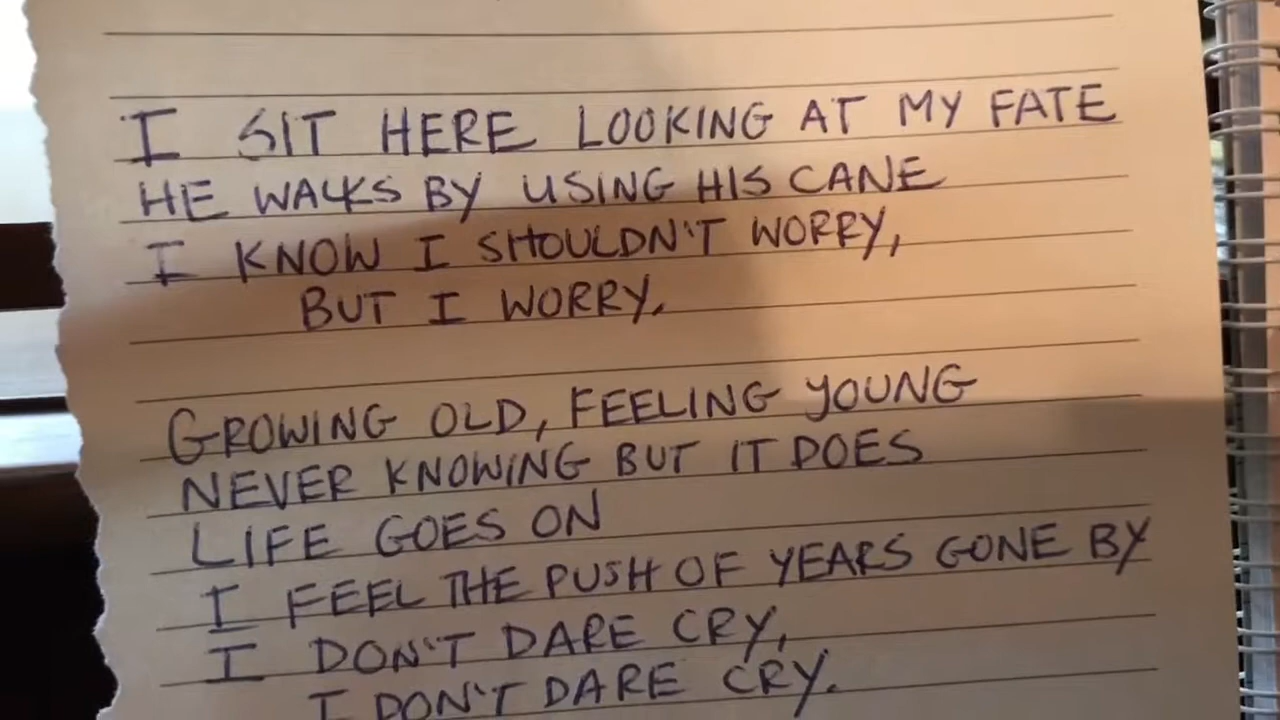 I SIT HERE LOOKING AT MY FATE
HE WALKS BY USING HIS CANE
I KNOW I SHOULDN'T WORRY,
BUT I WORRY.
GROWING OLD, FEELING YOUNG
NEVER KNOWING BUT IT DOES
LIFE GOES ON
I FEEL THE PUSH OF YEARS GONE BY
I DON'T DARE CRY,
I DON'T DARE CRY.